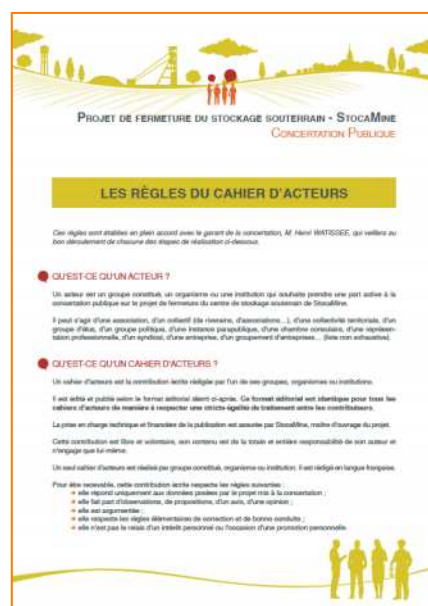 PROJET DE FERMETURE DU STOCKAGE SOUTERRAIN - STOCAMINE
CONCERTATION PUBLIQUE
LES RÈGLES DU CAHIER D'ACTEURS
Ces règles sont établies en plein accord avec le garant de la concertation, M. Henri WATISSEE, qui veillera au
bon déroulement de chacune des étapes de réalisation ci-dessous.
QU'EST-CE QU'UN ACTEUR ?
Un acteur est un groupe constitué, un organisme ou une institution qui souhaite prendre une part active à la
concertation publique sur le projet de fermeture du centre de stockage souterrain de StocaMine.
Il peut s'agir d'une association, d'un collectif (de riverains, d'associations…), d'une collectivité territoriale, d'un
groupe d'élus, d'un groupe politique, d'une instance parapublique, d'une chambre consulaire, d'une représen-
tation professionnelle, d'un syndicat, d'une entreprise, d'un groupement d'entreprises… (liste non exhaustive).
QU'EST-CE QU'UN CAHIER D'ACTEURS ?
Un cahier d'acteurs est la contribution écrite rédigée par l'un de ses groupes, organismes ou institutions.
Il est édité et publié selon le format éditorial décrit ci-après. Ce format éditorial est identique pour tous les
cahiers d'acteurs de manière à respecter une stricte égalité de traitement entre les contributeurs.
La prise en charge technique et financière de la publication est assurée par StocaMine, maître d'ouvrage du projet.
Cette contribution est libre et volontaire, son contenu est de la totale et entière responsabilité de son auteur et
n'engage que lui-même.
Un seul cahier d'acteurs est réalisé par groupe constitué, organisme ou institution. Il est rédigé en langue française.
Pour être recevable, cette contribution écrite respecte les règles suivantes :
elle répond uniquement aux données posées par le projet mis à la concertation ;
elle fait part d'observations, de propositions, d'un avis, d'une opinion ;
elle est argumentée ;
elle respecte les règles élémentaires de correction et de bonne conduite ;
elle n'est pas le relais d'un intérêt personnel ou l'occasion d'une promotion personnelle.